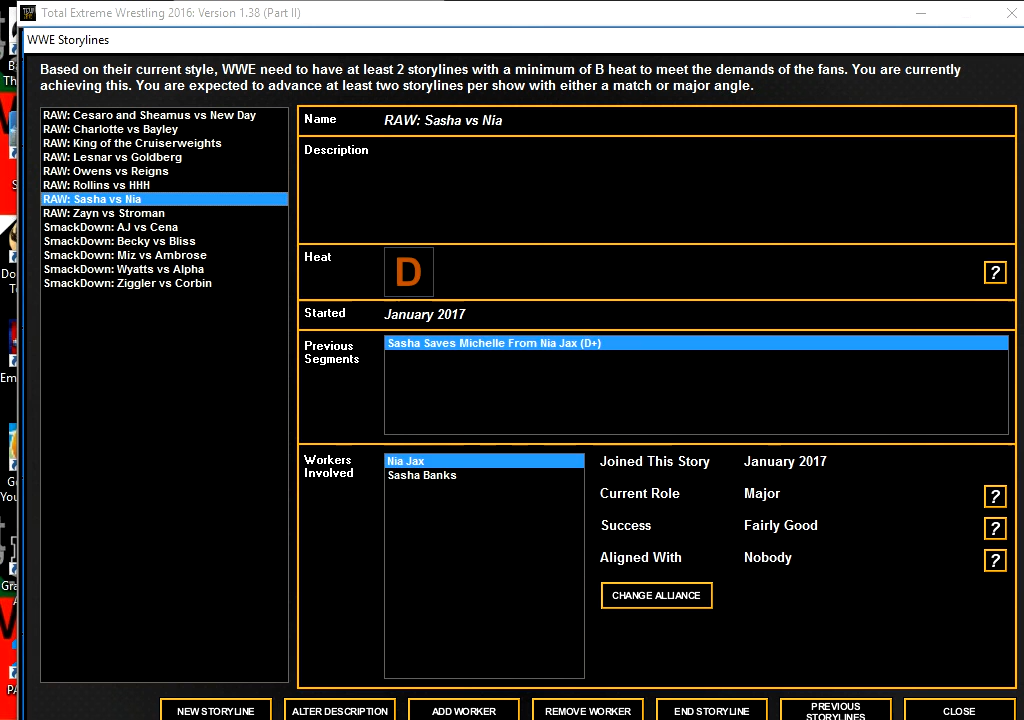 Total Extreme Wrestling 2016: Version 1.38 (Part II)
WWE Storylines
Based on their current style, WWE need to have at least 2 storylines with a minimum of B heat to meet the demands of the fans. You are currently
achieving this. You are expected to advance at least two storylines per show with either a match or major angle.
RAW: Cesaro and Sheamus vs New Day
RAW: Charlotte vs Bayley
RAW: King of the Cruiserweights
RAW: Lesnar vs Goldberg
RAW: Owens vs Reigns
RAW: Rollins vs HHH
RAW: Sasha vs Nia
RAW: Zayn vs Stroman
SmackDown: AJ vs Cena
SmackDown: Becky vs Bliss
SmackDown: Miz vs Ambrose
SmackDown: Wyatts vs Alpha
SmackDown: Ziggler vs Corbin
Name RAW: Sasha vs Nia
Description
Heat D ?
Started January 2017
Previous
Segments
Sasha Saves Michelle From Nia Jax (D+)
Workers
Involved
Nia Jax
Sasha Banks
Joined This Story January 2017
Current Role Major ?
Success Fairly Good ?
Aligned With Nobody ?
CHANGE ALLIANCE
NEW STORYLINE
ALTER DESCRIPTION
ADD WORKER
REMOVE WORKER
END STORYLINE
PREVIOUS
STORYLINES
CLOSE